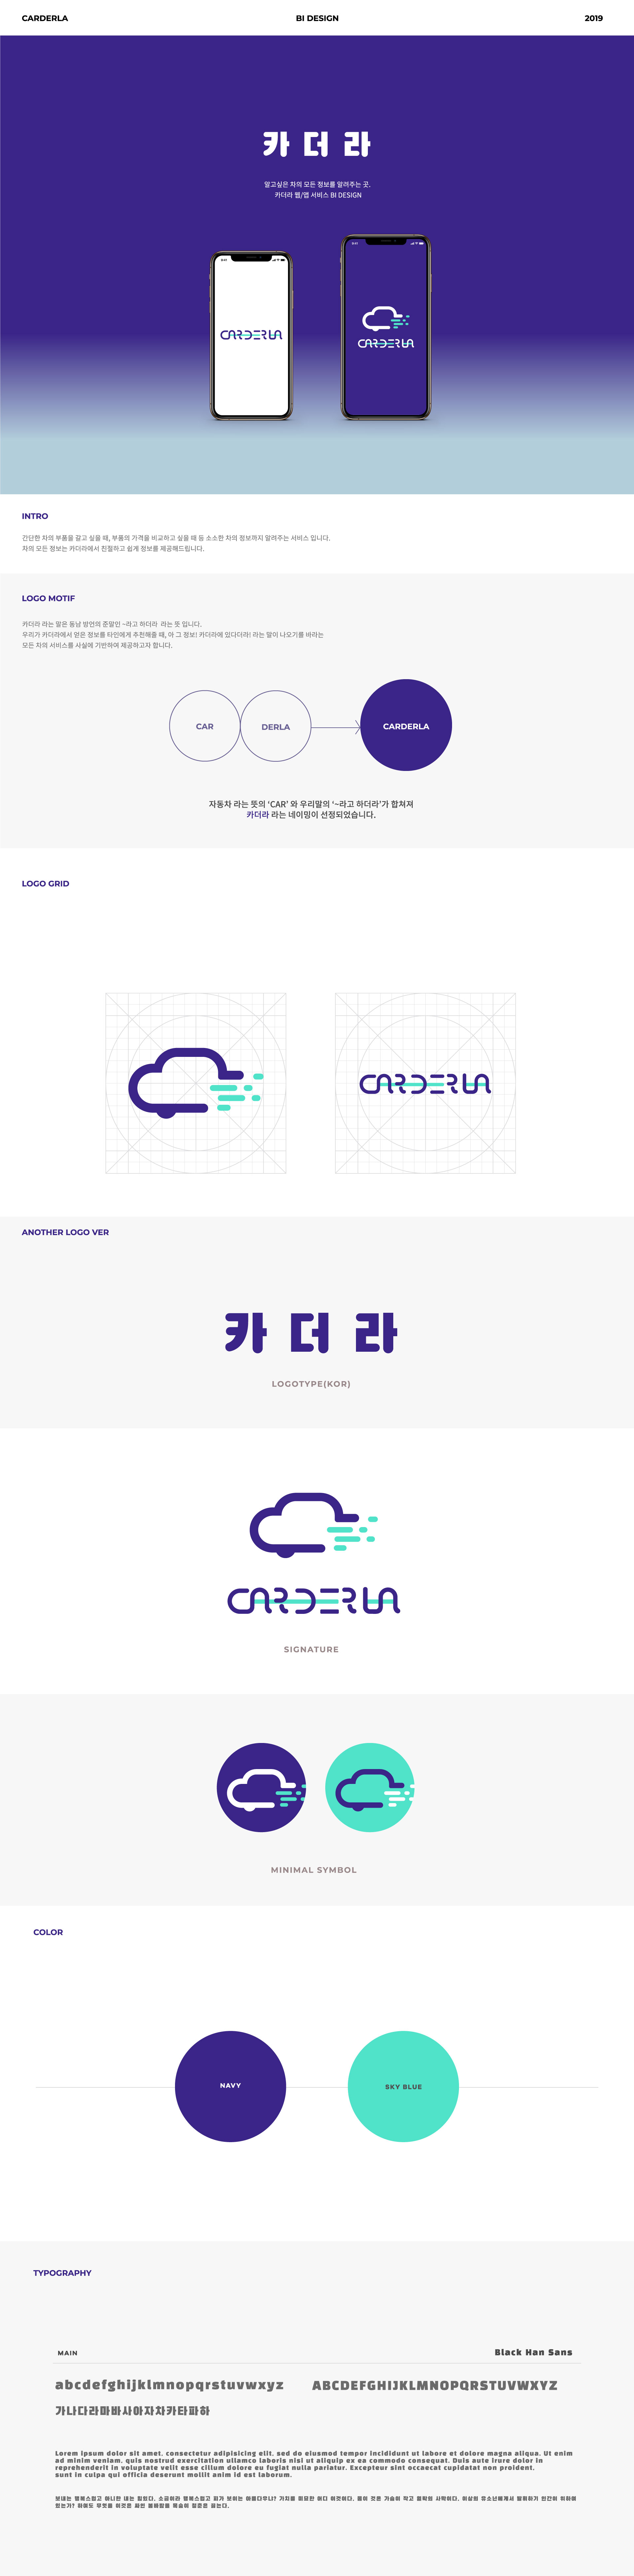 CARDERLA
BI DESIGN
2019
카더라
알고싶은 차의 모든 정보를 알려주는 곳.
카더라 웹/앱 서비스 BI DESIGN
CARDERLA
CARDERLA
INTRO
간단한 차의 부품을 갈고 싶을 때, 부품의 가격을 비교하고 싶을 때 등 소소한 차의 정보까지 알려주는 서비스 입니다.
차의 모든 정보는 카더라에서 친절하고 쉽게 정보를 제공해드립니다.
LOGO MOTIF
카더라 라는 말은 동남 방언의 준말인 ~라고 하더라 라는 뜻 입니다.
우리가 카더라에서 얻은 정보를 타인에게 추천해줄 때, 아 그 정보! 카더라에 있다더라! 라는 말이 나오기를 바라는
모든 차의 서비스를 사실에 기반하여 제공하고자 합니다.
CAR
DERLA
CARDERLA
자동차 라는 뜻의 ‘CAR’ 와 우리말의 ‘~라고 하더라’가 합쳐져
카더라 라는 네이밍이 선정되었습니다.
LOGO GRID
CARDERLA
ANOTHER LOGO VER
카더라
LOGOTYPE(KOR)
CARDERLA
SIGNATURE
MINIMAL SYMBOL
COLOR
NAVY
SKY BLUE
TYPOGRAPHY
MAIN
Black Han Sans
abcdefghijklmnopqrstuvwxyz
ABCDEFGHIJKLMNOPQRSTUVWXYZ
가나다라마바사아자차카타파하
Lorem ipsum dolor sit amet, consectetur adipisicing elit, sed do eiusmod tempor incididunt ut labore et dolore magna aliqua. Ut enim
ad minim veniam, quis nostrud exercitation ullamco laboris nisi ut aliquip ex ea commodo consequat. Duis aute irure dolor in
reprehenderit in voluptate velit esse cillum dolore eu fugiat nulla pariatur. Excepteur sint occaecat cupidatat non proident,
sunt in culpa qui officia deserunt mollit anim id est laborum.